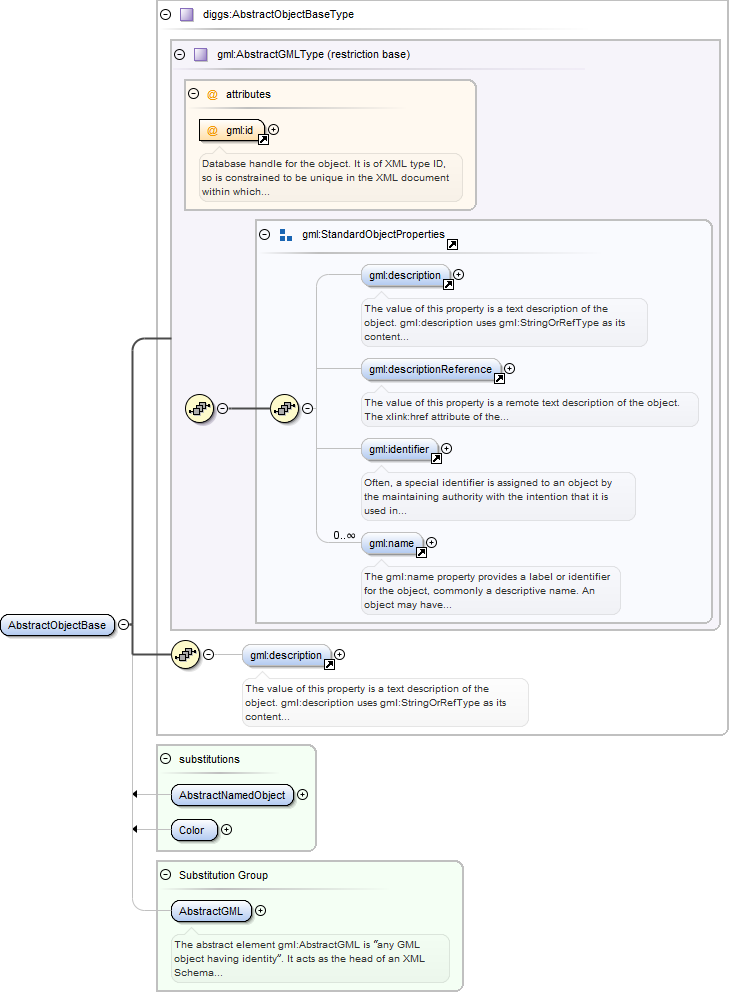 diggs:AbstractObjectBaseType
gml:AbstractGMLType (restriction base)
@ attributes
@ gml:id
Database handle for the object. It is of XML type ID,
so is constrained to be unique in the XML document
within which...
gml:StandardObjectProperties
gml:description
The value of this property is a text description of the
object. gml:description uses gml:StringOrRefType as its
content...
gml:descriptionReference
The value of this property is a remote text description of the object.
The xlink:href attribute of the...
gml:identifier
Often, a special identifier is assigned to an object by
the maintaining authority with the intention that it is
used in...
0..∞
gml:name
The gml:name property provides a label or identifier
for the object, commonly a descriptive name. An
object may have...
AbstractObjectBase
gml:description
The value of this property is a text description of the
object. gml:description uses gml:StringOrRefType as its
content...
substitutions
AbstractNamedObject
Color
Substitution Group
AbstractGML
The abstract element gml:AbstractGML is "any GML
object having identity". It acts as the head of an XML
Schema...